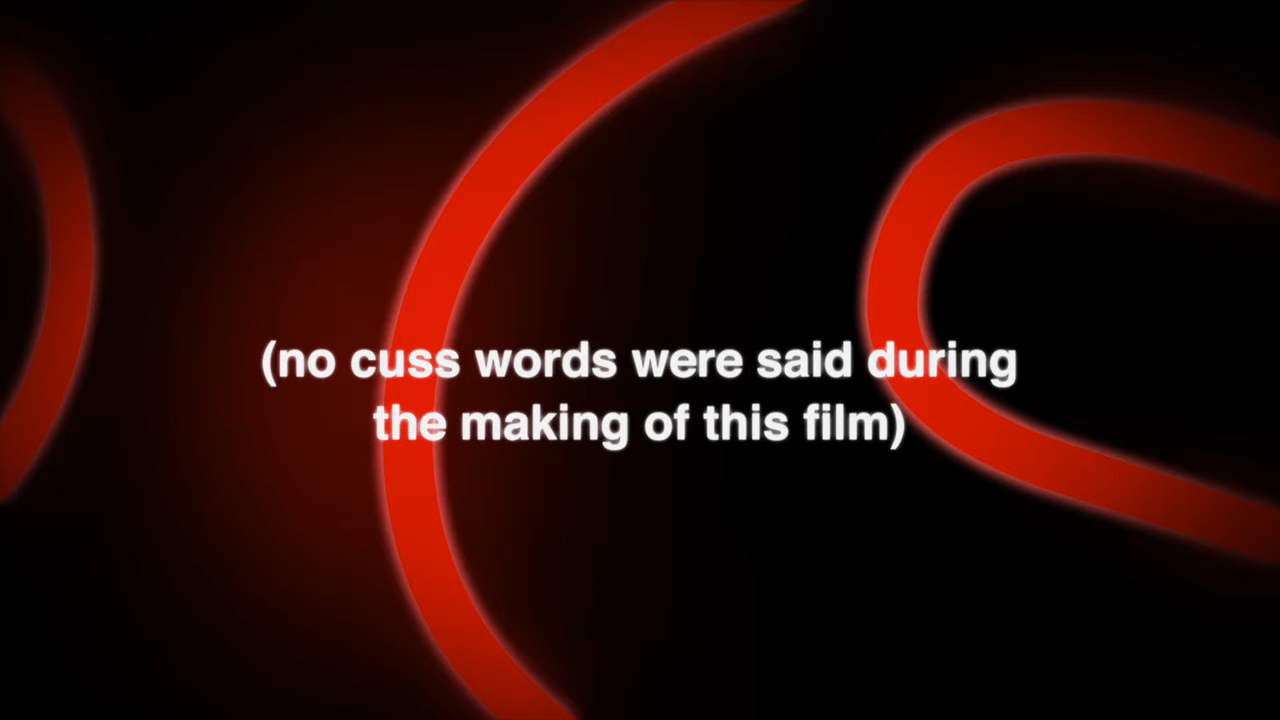 (no cuss words were said during
the making of this film)